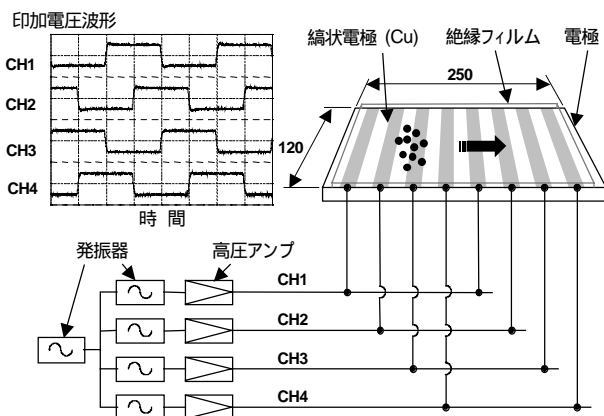 印加電圧波形
CH1
CH2
CH3
CH4
時 間
縞状電極 (Cu)
絶縁フィルム
電極
250
120
発振器
高圧アンプ
CH1
CH2
CH3
CH4